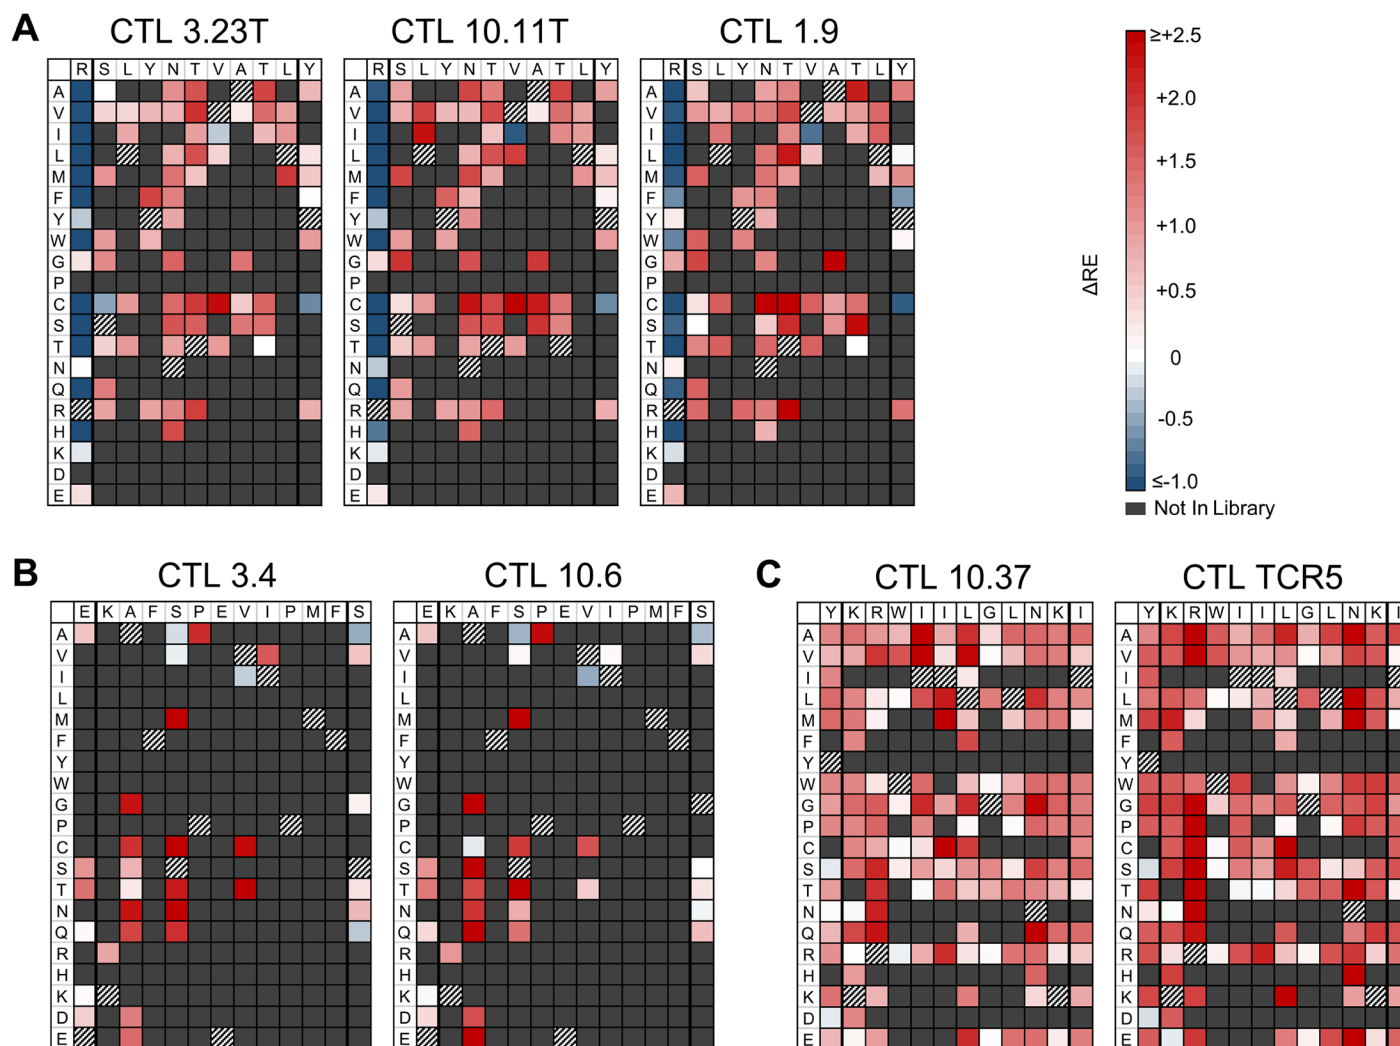 A
CTL 3.23T
CTL 10.11T
CTL 1.9
R S L Y N T V A T L Y
R S L Y N T V A T L Y
R S L Y N T V A T L Y
A A A
V V V
I I I
L L L
M M M
F F F
Y Y Y
W W W
G G G
P P P
C C C
S S S
T T T
N N N
Q Q Q
R R R
H H H
K K K
D D D
E E E
≥+2.5
+2.0
+1.5
+1.0
+0.5
0
-0.5
≤-1.0
ΔRE
Not In Library
B
CTL 3.4
CTL 10.6
E K A F S P E V I P M F S
E K A F S P E V I P M F S
A A
V V
I I
L L
M M
F F
Y Y
W W
G G
P P
C C
S S
T T
N N
Q Q
R R
H H
K K
D D
E E
C
CTL 10.37
CTL TCR5
Y K R W I I L G L N K I
Y K R W I I L G L N K I
A A
V V
I I
L L
M M
F F
Y Y
W W
G G
P P
C C
S S
T T
N N
Q Q
R R
H H
K K
D D
E E